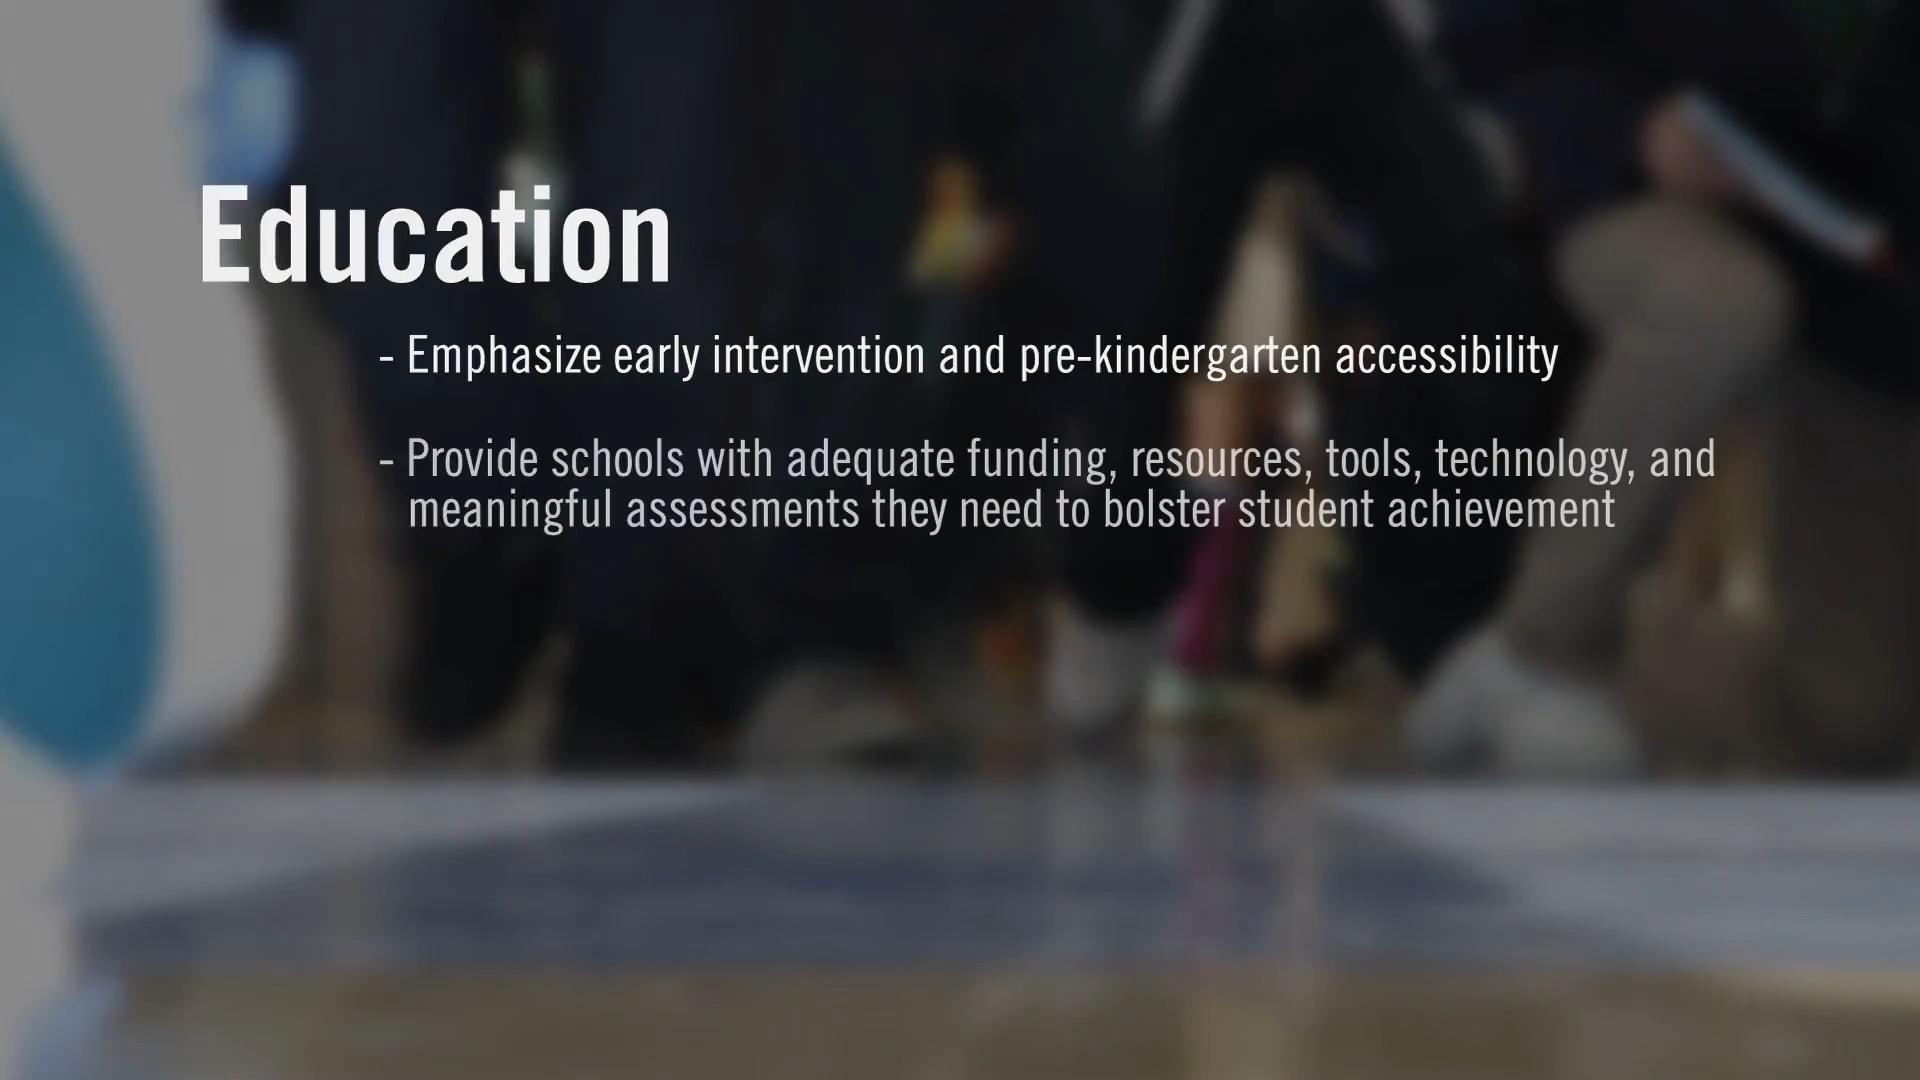 Education
- Emphasize early intervention and pre-kindergarten accessibility
- Provide schools with adequate funding, resources, tools, technology, and
meaningful assessments they need to bolster student achievement